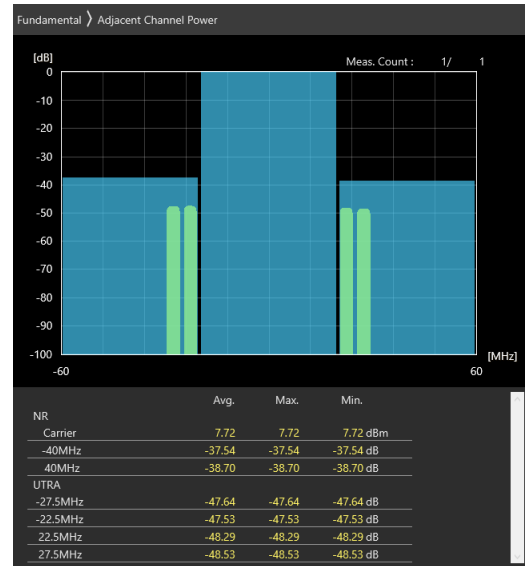 Fundamental 〉 Adjacent Channel Power
[dB]
Meas. Count : 1/ 1
0
-10
-20
-30
-40
-50
-60
-70
-80
-90
-100
[MHz]
-60 60
Avg. Max. Min.
NR
Carrier 7.72 7.72 7.72 dBm
-40MHz -37.54 -37.54 -37.54 dB
40MHz -38.70 -38.70 -38.70 dB
UTRA
-27.5MHz -47.64 -47.64 -47.64 dB
-22.5MHz -47.53 -47.53 -47.53 dB
22.5MHz -48.29 -48.29 -48.29 dB
27.5MHz -48.53 -48.53 -48.53 dB